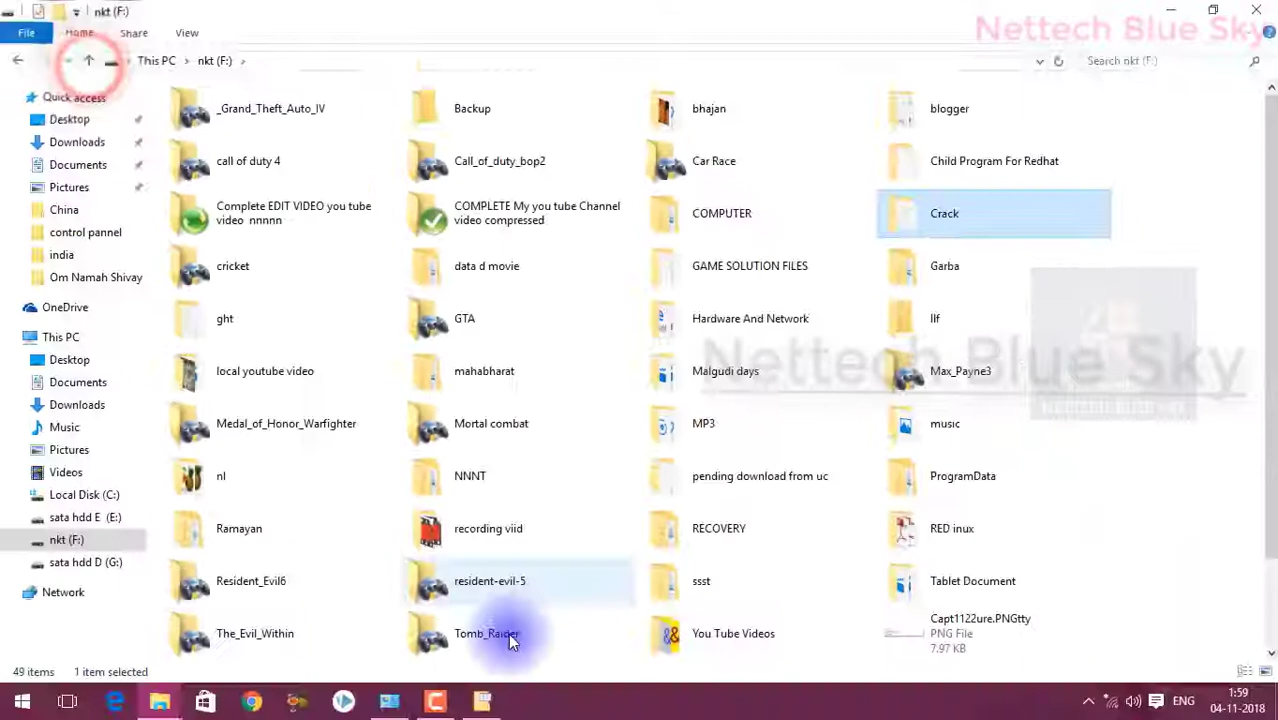 nkt (F:)
Nettech Blue Sky
File Home Share View
This PC nkt (F:) Search nkt (F:)
Quick access
Desktop
Downloads
Documents
Pictures
China
control pannel
india
Om Namah Shivay
OneDrive
This PC
Desktop
Documents
Downloads
Music
Pictures
Videos
Local Disk (C:)
sata hdd E (E:)
nkt (F:)
sata hdd D (G:)
Network
_Grand_Theft_Auto_IV Backup bhajan blogger
call of duty 4 Call_of_duty_bop2 Car Race Child Program For Redhat
Complete EDIT VIDEO you tube
video nnnnn
COMPLETE My you tube Channel
video compressed
COMPUTER Crack
cricket data d movie GAME SOLUTION FILES Garba
ght GTA Hardware And Network
Nettech Blue Sky
local youtube video mahabharat Malgudi days Max_Payne3
Medal_of_Honor_Warfighter Mortal combat MP3 music
nl NNNT pending download from uc ProgramData
Ramayan recording viid RECOVERY RED inux
Resident_Evil6 resident-evil-5 ssst Tablet Document
The_Evil_Within Tomb_Raider You Tube Videos
Capt1122ure.PNGtty
PNG File
7.97 KB
49 items 1 item selected
ENG
1:59
04-11-2018